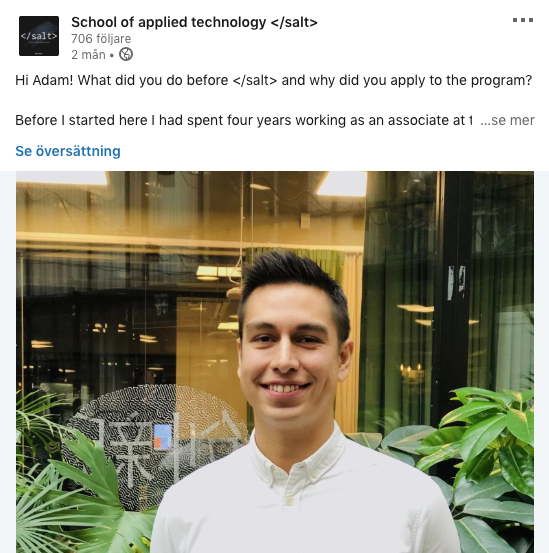 </salt>
School of applied technology </salt>
706 följare
2 mån •
Hi Adam! What did you do before </salt> and why did you apply to the program?
Before I started here I had spent four years working as an associate at t ...se mer
Se översättning